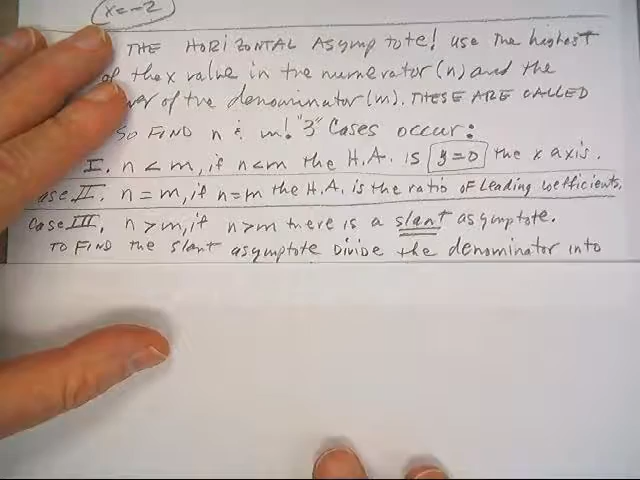 x=-2
THE HORIZONTAL ASymptote! use the highest
of the x value in the numerator (n) and the
of the denominator (m). THESE ARE CALLED
So FIND n & m! "3" Cases occur:
I. n < m, if n<m the H.A. is y=0 the x axis.
ase II. n = m, if n=m the H.A. is the ratio of Leading coefficients.
Case III. n > m, if n>m there is a slant asymptote.
TO FIND the slant asymptote Divide the denominator into